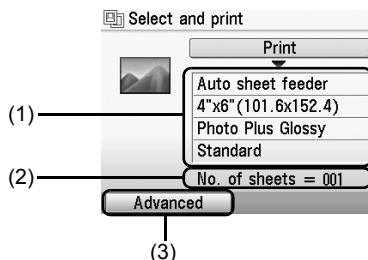 Select and print
Print
Auto sheet feeder
4"x6"(101.6x152.4)
(1)
Photo Plus Glossy
Standard
(2)
No. of sheets = 001
Advanced
(3)